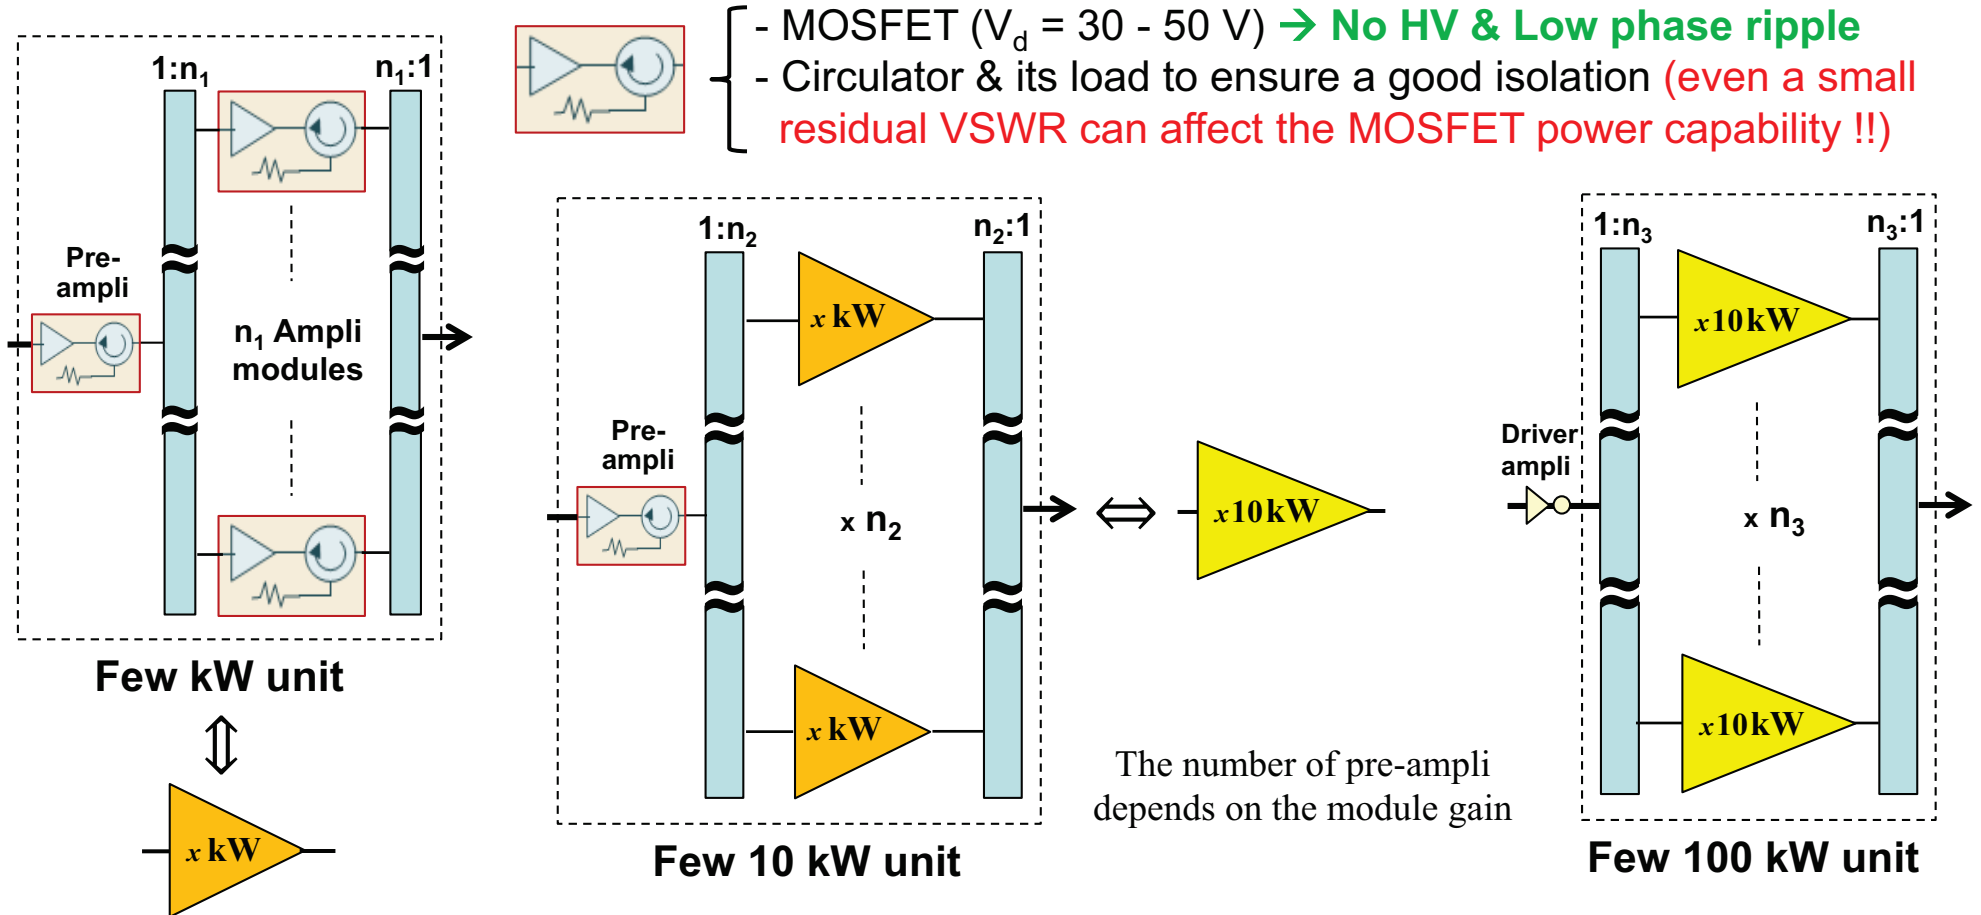 - MOSFET (Vd = 30 - 50 V) → No HV & Low phase ripple
- Circulator & its load to ensure a good isolation (even a small
residual VSWR can affect the MOSFET power capability !!)
1:n1
n1:1
Pre-
ampli
n1 Ampli
modules
Few kW unit
x kW
1:n2
n2:1
x kW
Pre-
ampli
x n2
x kW
Few 10 kW unit
x10kW
The number of pre-ampli
depends on the module gain
1:n3
n3:1
x10kW
Driver
ampli
x n3
x10kW
Few 100 kW unit